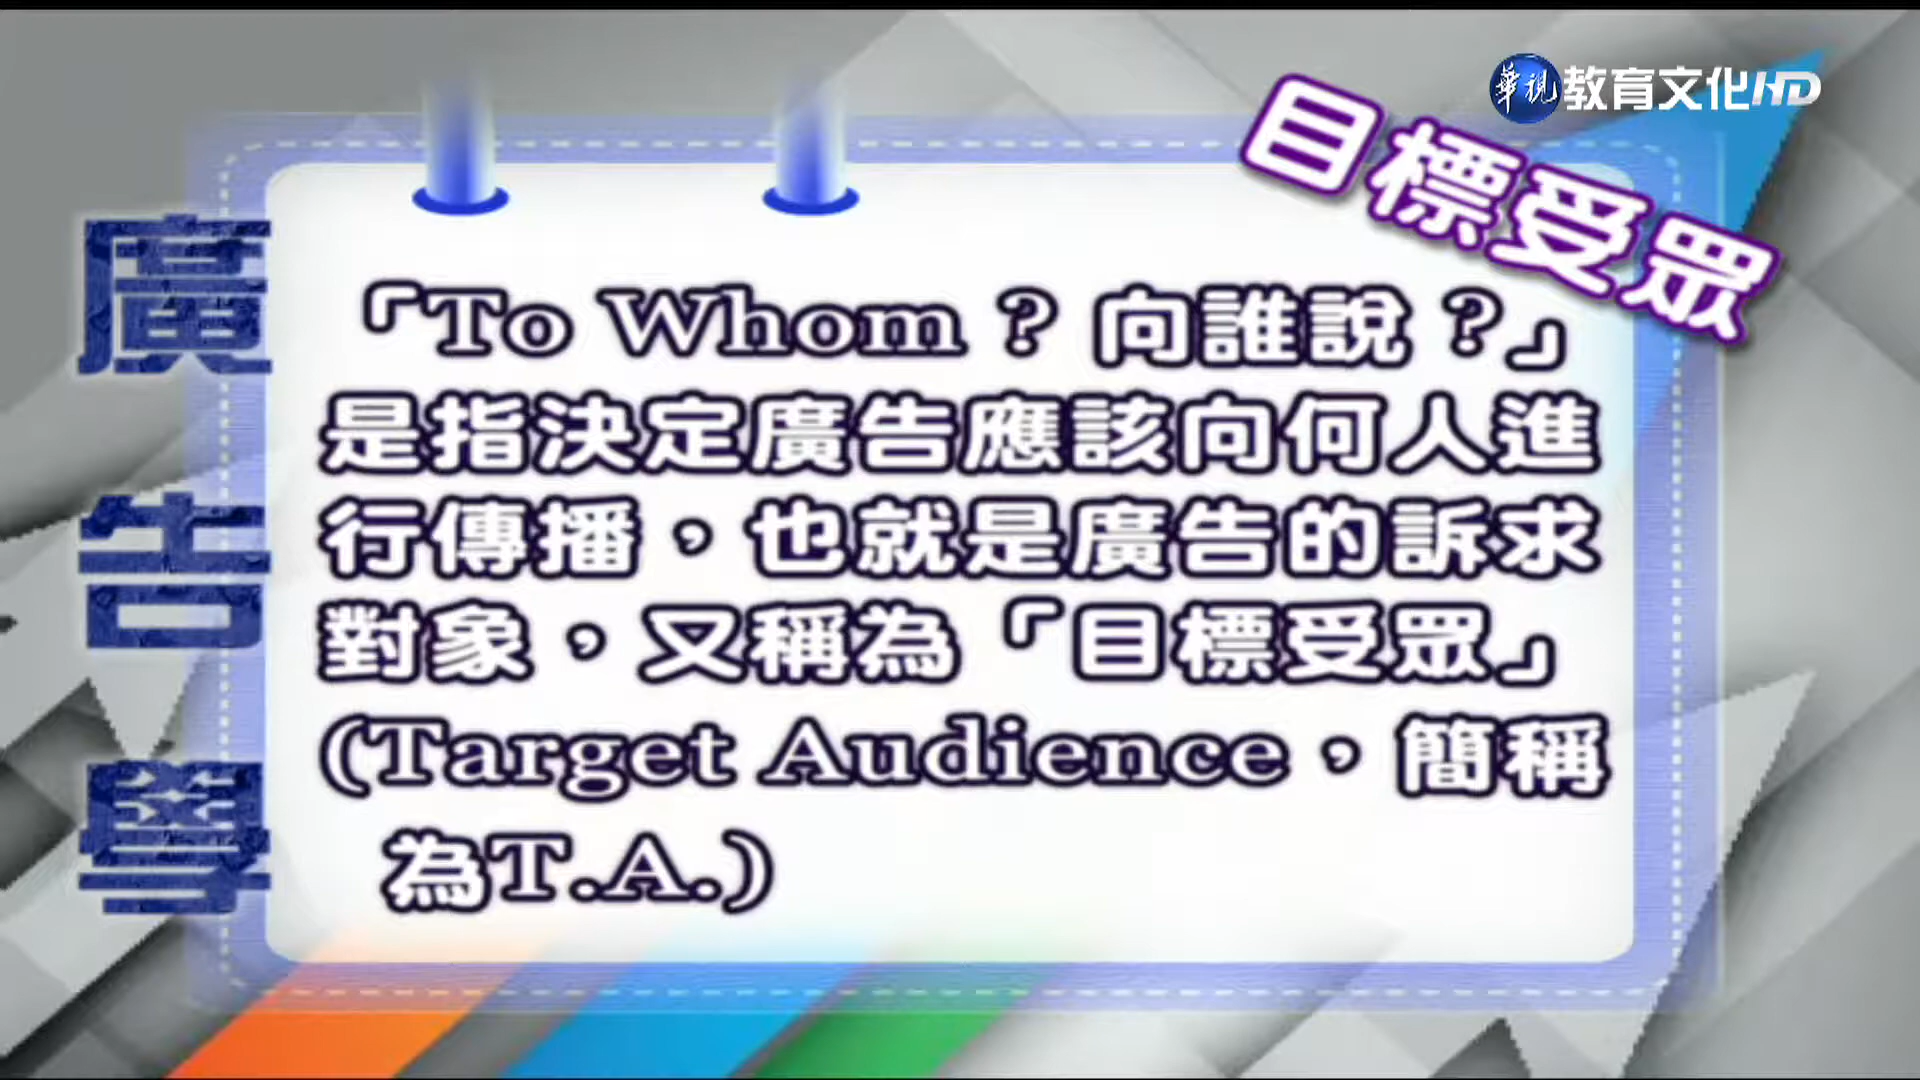 華視 教育文化HD
目標受眾
廣告學
「To Whom ? 向誰說 ?」
是指決定廣告應該向何人進
行傳播，也就是廣告的訴求
對象，又稱為「目標受眾」
(Target Audience，簡稱
為T.A.)